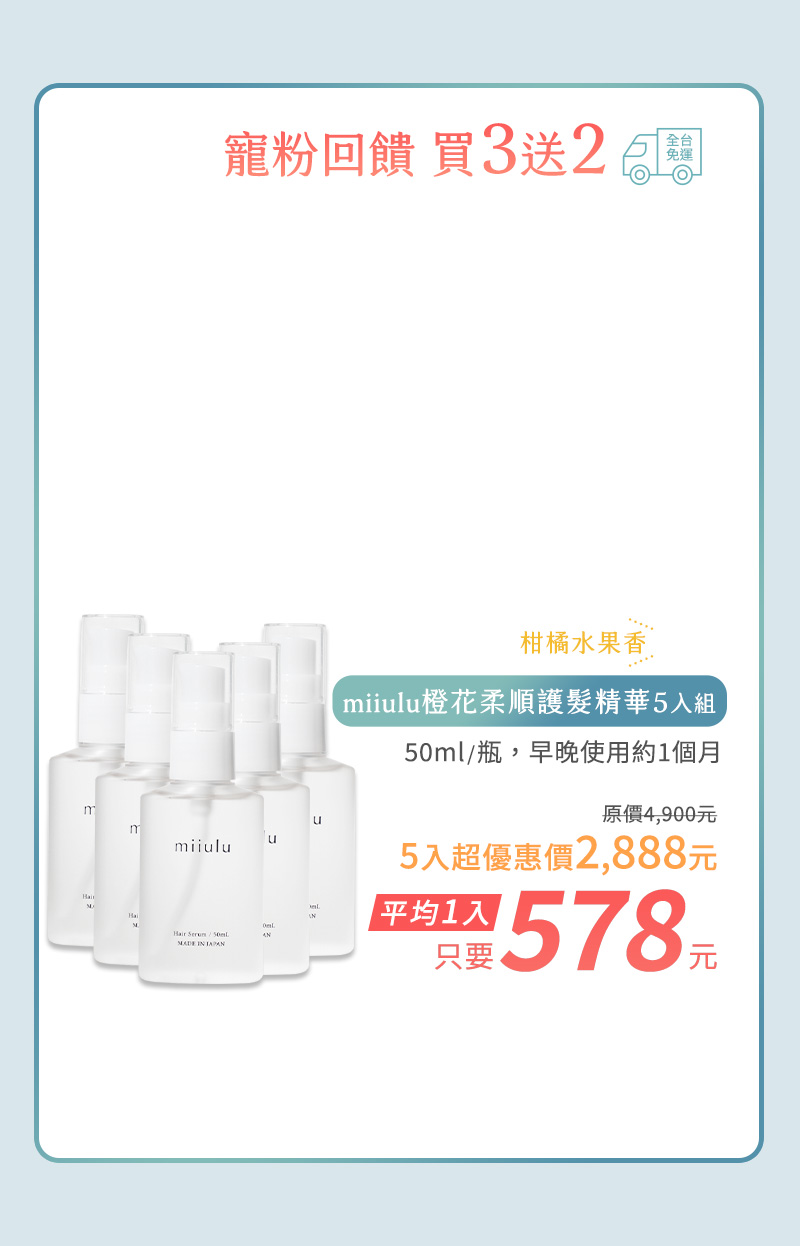 寵粉回饋 買3送2
全台
免運
柑橘水果香
miiulu橙花柔順護髮精華5入組
50ml/瓶，早晚使用約1個月
原價4,900元
5入超優惠價2,888元
平均1入
只要578元
miiulu
Hair Serum / 50mL
MADE IN JAPAN